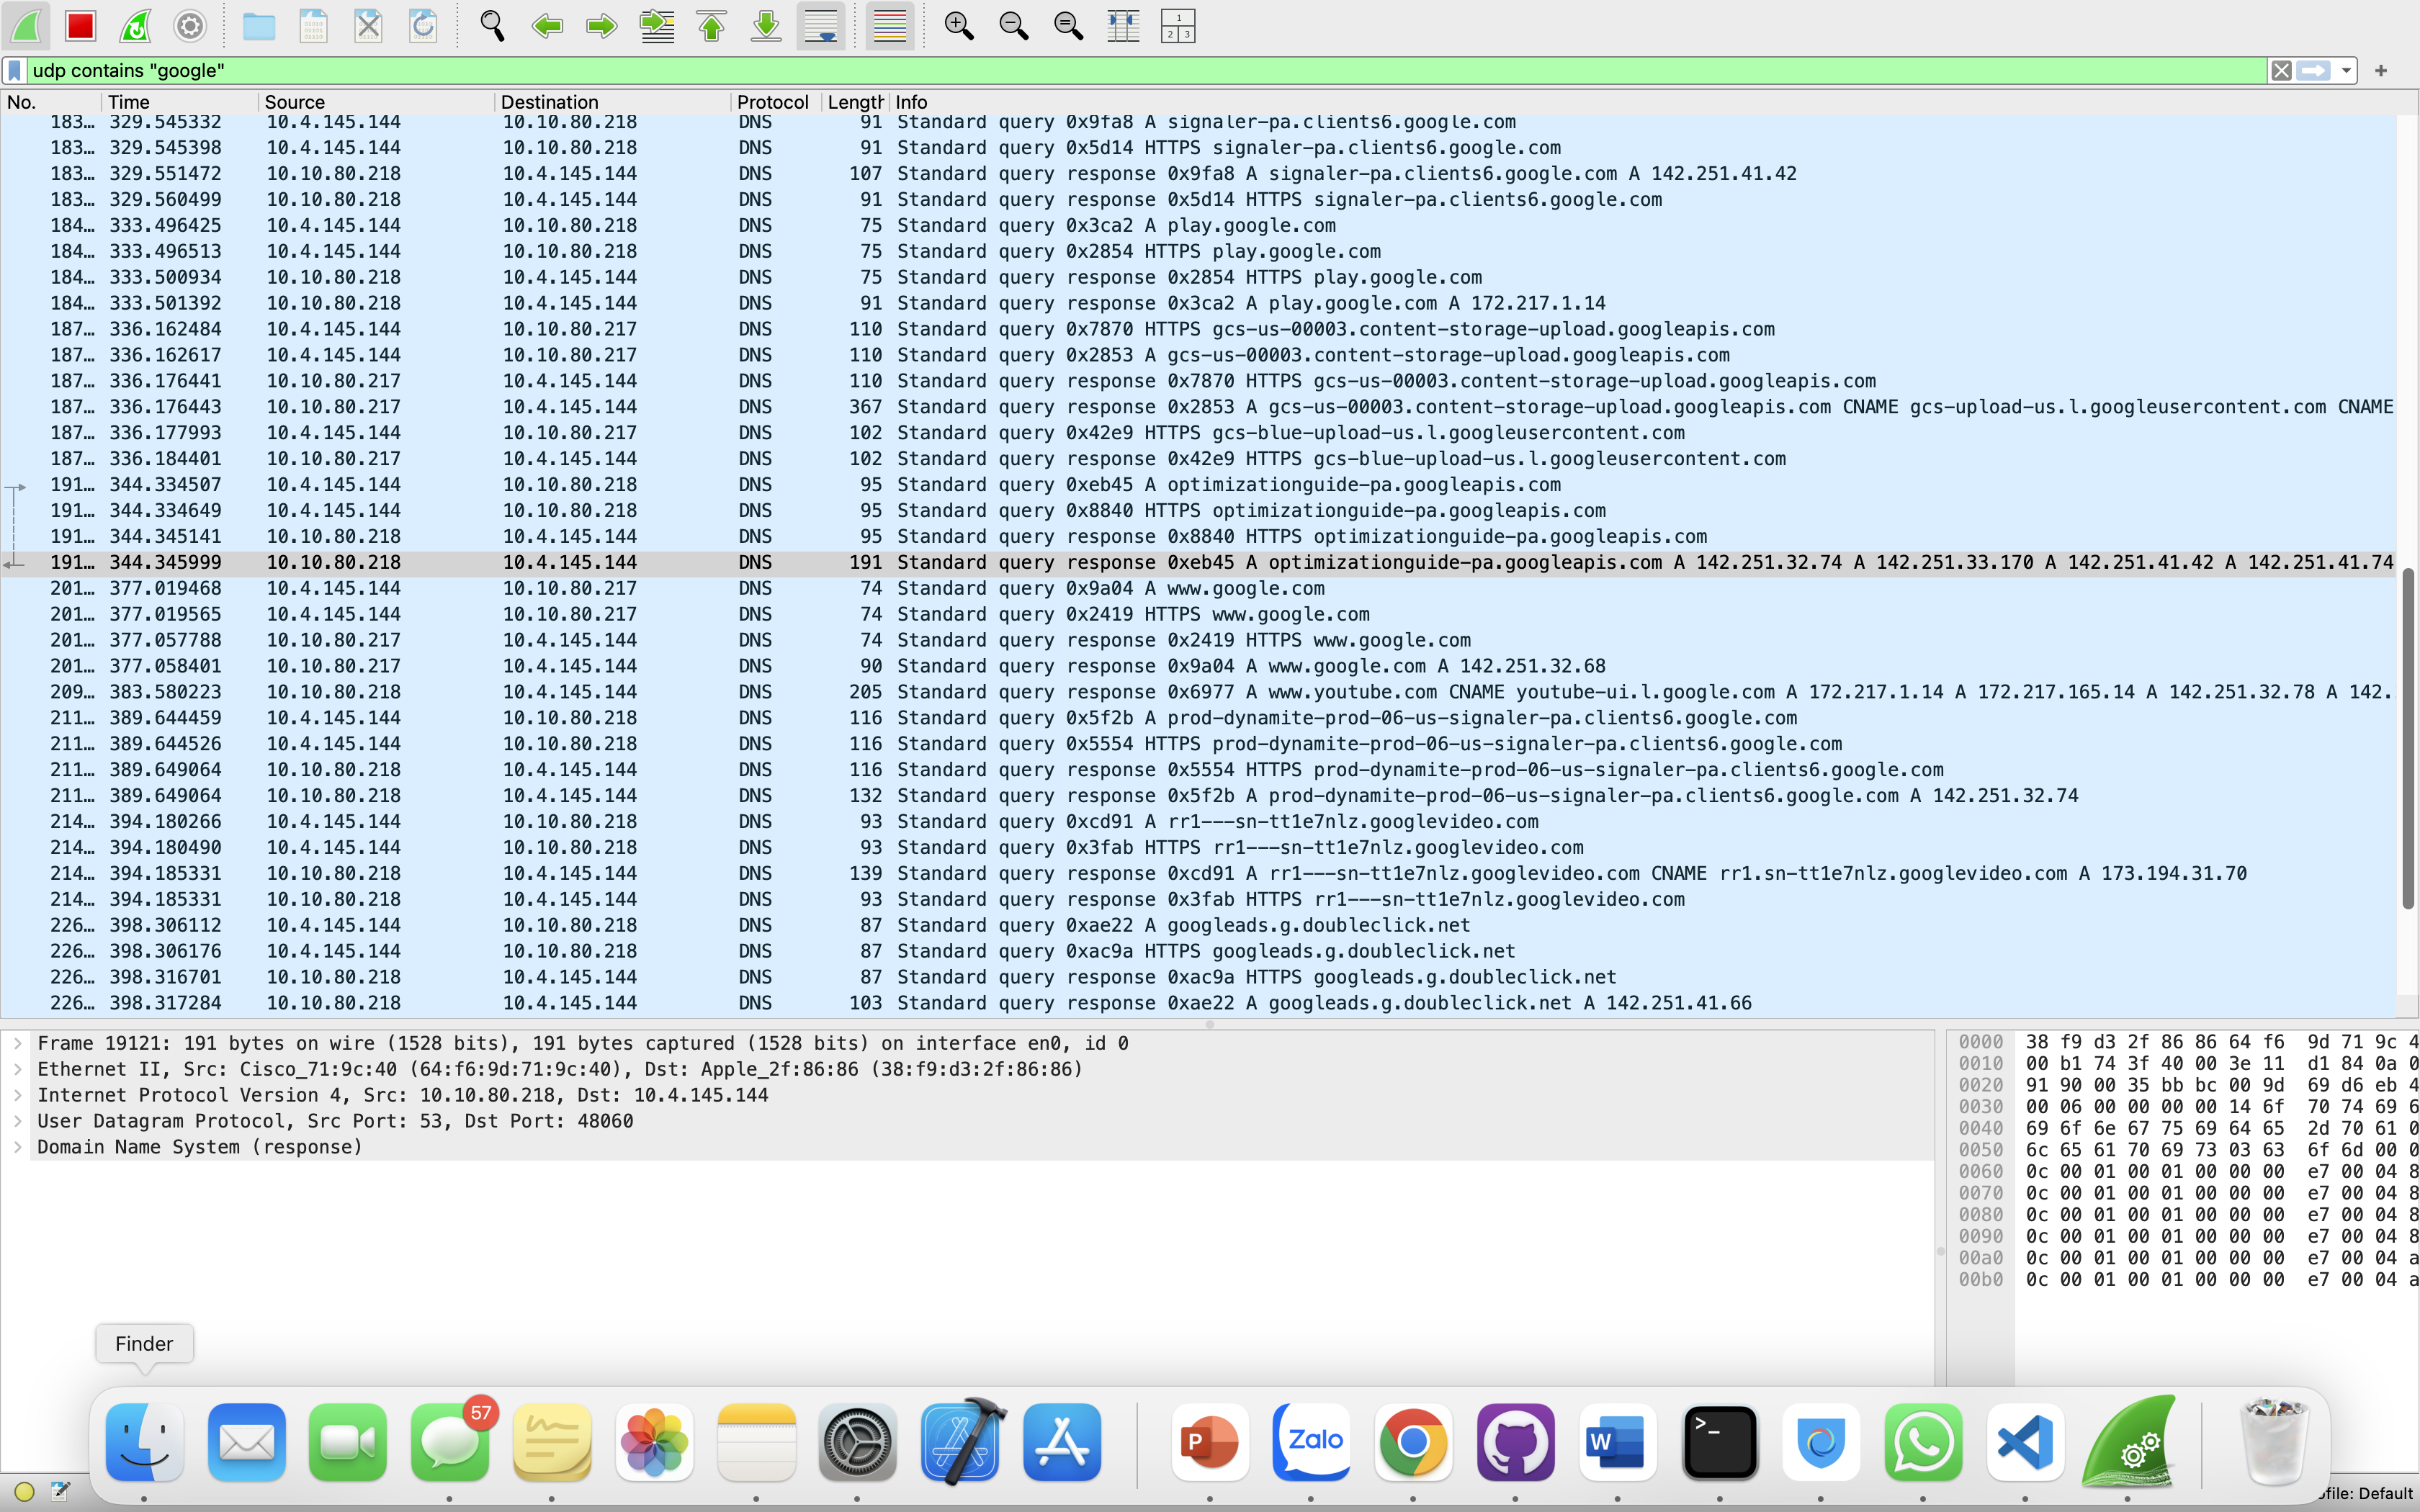 udp contains "google"
No. Time Source Destination Protocol Length Info
183… 329.545332 10.4.145.144 10.10.80.218 DNS 91 Standard query 0x9fa8 A signaler-pa.clients6.google.com
183… 329.545398 10.4.145.144 10.10.80.218 DNS 91 Standard query 0x5d14 HTTPS signaler-pa.clients6.google.com
183… 329.551472 10.10.80.218 10.4.145.144 DNS 107 Standard query response 0x9fa8 A signaler-pa.clients6.google.com A 142.251.41.42
183… 329.560499 10.10.80.218 10.4.145.144 DNS 91 Standard query response 0x5d14 HTTPS signaler-pa.clients6.google.com
184… 333.496425 10.4.145.144 10.10.80.218 DNS 75 Standard query 0x3ca2 A play.google.com
184… 333.496513 10.4.145.144 10.10.80.218 DNS 75 Standard query 0x2854 HTTPS play.google.com
184… 333.500934 10.10.80.218 10.4.145.144 DNS 75 Standard query response 0x2854 HTTPS play.google.com
184… 333.501392 10.10.80.218 10.4.145.144 DNS 91 Standard query response 0x3ca2 A play.google.com A 172.217.1.14
187… 336.162484 10.4.145.144 10.10.80.217 DNS 110 Standard query 0x7870 HTTPS gcs-us-00003.content-storage-upload.googleapis.com
187… 336.162617 10.4.145.144 10.10.80.217 DNS 110 Standard query 0x2853 A gcs-us-00003.content-storage-upload.googleapis.com
187… 336.176441 10.10.80.217 10.4.145.144 DNS 110 Standard query response 0x7870 HTTPS gcs-us-00003.content-storage-upload.googleapis.com
187… 336.176443 10.10.80.217 10.4.145.144 DNS 367 Standard query response 0x2853 A gcs-us-00003.content-storage-upload.googleapis.com CNAME gcs-upload-us.l.googleusercontent.com CNAME
187… 336.177993 10.4.145.144 10.10.80.217 DNS 102 Standard query 0x42e9 HTTPS gcs-blue-upload-us.l.googleusercontent.com
187… 336.184401 10.10.80.217 10.4.145.144 DNS 102 Standard query response 0x42e9 HTTPS gcs-blue-upload-us.l.googleusercontent.com
191… 344.334507 10.4.145.144 10.10.80.218 DNS 95 Standard query 0xeb45 A optimizationguide-pa.googleapis.com
191… 344.334649 10.4.145.144 10.10.80.218 DNS 95 Standard query 0x8840 HTTPS optimizationguide-pa.googleapis.com
191… 344.345141 10.10.80.218 10.4.145.144 DNS 95 Standard query response 0x8840 HTTPS optimizationguide-pa.googleapis.com
191… 344.345999 10.10.80.218 10.4.145.144 DNS 191 Standard query response 0xeb45 A optimizationguide-pa.googleapis.com A 142.251.32.74 A 142.251.33.170 A 142.251.41.42 A 142.251.41.74
201… 377.019468 10.4.145.144 10.10.80.217 DNS 74 Standard query 0x9a04 A www.google.com
201… 377.019565 10.4.145.144 10.10.80.217 DNS 74 Standard query 0x2419 HTTPS www.google.com
201… 377.057788 10.10.80.217 10.4.145.144 DNS 74 Standard query response 0x2419 HTTPS www.google.com
201… 377.058401 10.10.80.217 10.4.145.144 DNS 90 Standard query response 0x9a04 A www.google.com A 142.251.32.68
209… 383.580223 10.10.80.218 10.4.145.144 DNS 205 Standard query response 0x6977 A www.youtube.com CNAME youtube-ui.l.google.com A 172.217.1.14 A 172.217.165.14 A 142.251.32.78 A 142.
211… 389.644459 10.4.145.144 10.10.80.218 DNS 116 Standard query 0x5f2b A prod-dynamite-prod-06-us-signaler-pa.clients6.google.com
211… 389.644526 10.4.145.144 10.10.80.218 DNS 116 Standard query 0x5554 HTTPS prod-dynamite-prod-06-us-signaler-pa.clients6.google.com
211… 389.649064 10.10.80.218 10.4.145.144 DNS 116 Standard query response 0x5554 HTTPS prod-dynamite-prod-06-us-signaler-pa.clients6.google.com
211… 389.649064 10.10.80.218 10.4.145.144 DNS 132 Standard query response 0x5f2b A prod-dynamite-prod-06-us-signaler-pa.clients6.google.com A 142.251.32.74
214… 394.180266 10.4.145.144 10.10.80.218 DNS 93 Standard query 0xcd91 A rr1---sn-tt1e7nlz.googlevideo.com
214… 394.180490 10.4.145.144 10.10.80.218 DNS 93 Standard query 0x3fab HTTPS rr1---sn-tt1e7nlz.googlevideo.com
214… 394.185331 10.10.80.218 10.4.145.144 DNS 139 Standard query response 0xcd91 A rr1---sn-tt1e7nlz.googlevideo.com CNAME rr1.sn-tt1e7nlz.googlevideo.com A 173.194.31.70
214… 394.185331 10.10.80.218 10.4.145.144 DNS 93 Standard query response 0x3fab HTTPS rr1---sn-tt1e7nlz.googlevideo.com
226… 398.306112 10.4.145.144 10.10.80.218 DNS 87 Standard query 0xae22 A googleads.g.doubleclick.net
226… 398.306176 10.4.145.144 10.10.80.218 DNS 87 Standard query 0xac9a HTTPS googleads.g.doubleclick.net
226… 398.316701 10.10.80.218 10.4.145.144 DNS 87 Standard query response 0xac9a HTTPS googleads.g.doubleclick.net
226… 398.317284 10.10.80.218 10.4.145.144 DNS 103 Standard query response 0xae22 A googleads.g.doubleclick.net A 142.251.41.66
Frame 19121: 191 bytes on wire (1528 bits), 191 bytes captured (1528 bits) on interface en0, id 0
Ethernet II, Src: Cisco_71:9c:40 (64:f6:9d:71:9c:40), Dst: Apple_2f:86:86 (38:f9:d3:2f:86:86)
Internet Protocol Version 4, Src: 10.10.80.218, Dst: 10.4.145.144
User Datagram Protocol, Src Port: 53, Dst Port: 48060
Domain Name System (response)
0000 38 f9 d3 2f 86 86 64 f6 9d 71 9c 4
0010 00 b1 74 3f 40 00 3e 11 d1 84 0a 0
0020 91 90 00 35 bb bc 00 9d 69 d6 eb 4
0030 00 06 00 00 00 00 14 6f 70 74 69 6
0040 69 6f 6e 67 75 69 64 65 2d 70 61 0
0050 6c 65 61 70 69 73 03 63 6f 6d 00 0
0060 0c 00 01 00 01 00 00 00 e7 00 04 8
0070 0c 00 01 00 01 00 00 00 e7 00 04 8
0080 0c 00 01 00 01 00 00 00 e7 00 04 8
0090 0c 00 01 00 01 00 00 00 e7 00 04 8
00a0 0c 00 01 00 01 00 00 00 e7 00 04 a
00b0 0c 00 01 00 01 00 00 00 e7 00 04 a
Finder
57
P
Zalo
W
>_
file: Default